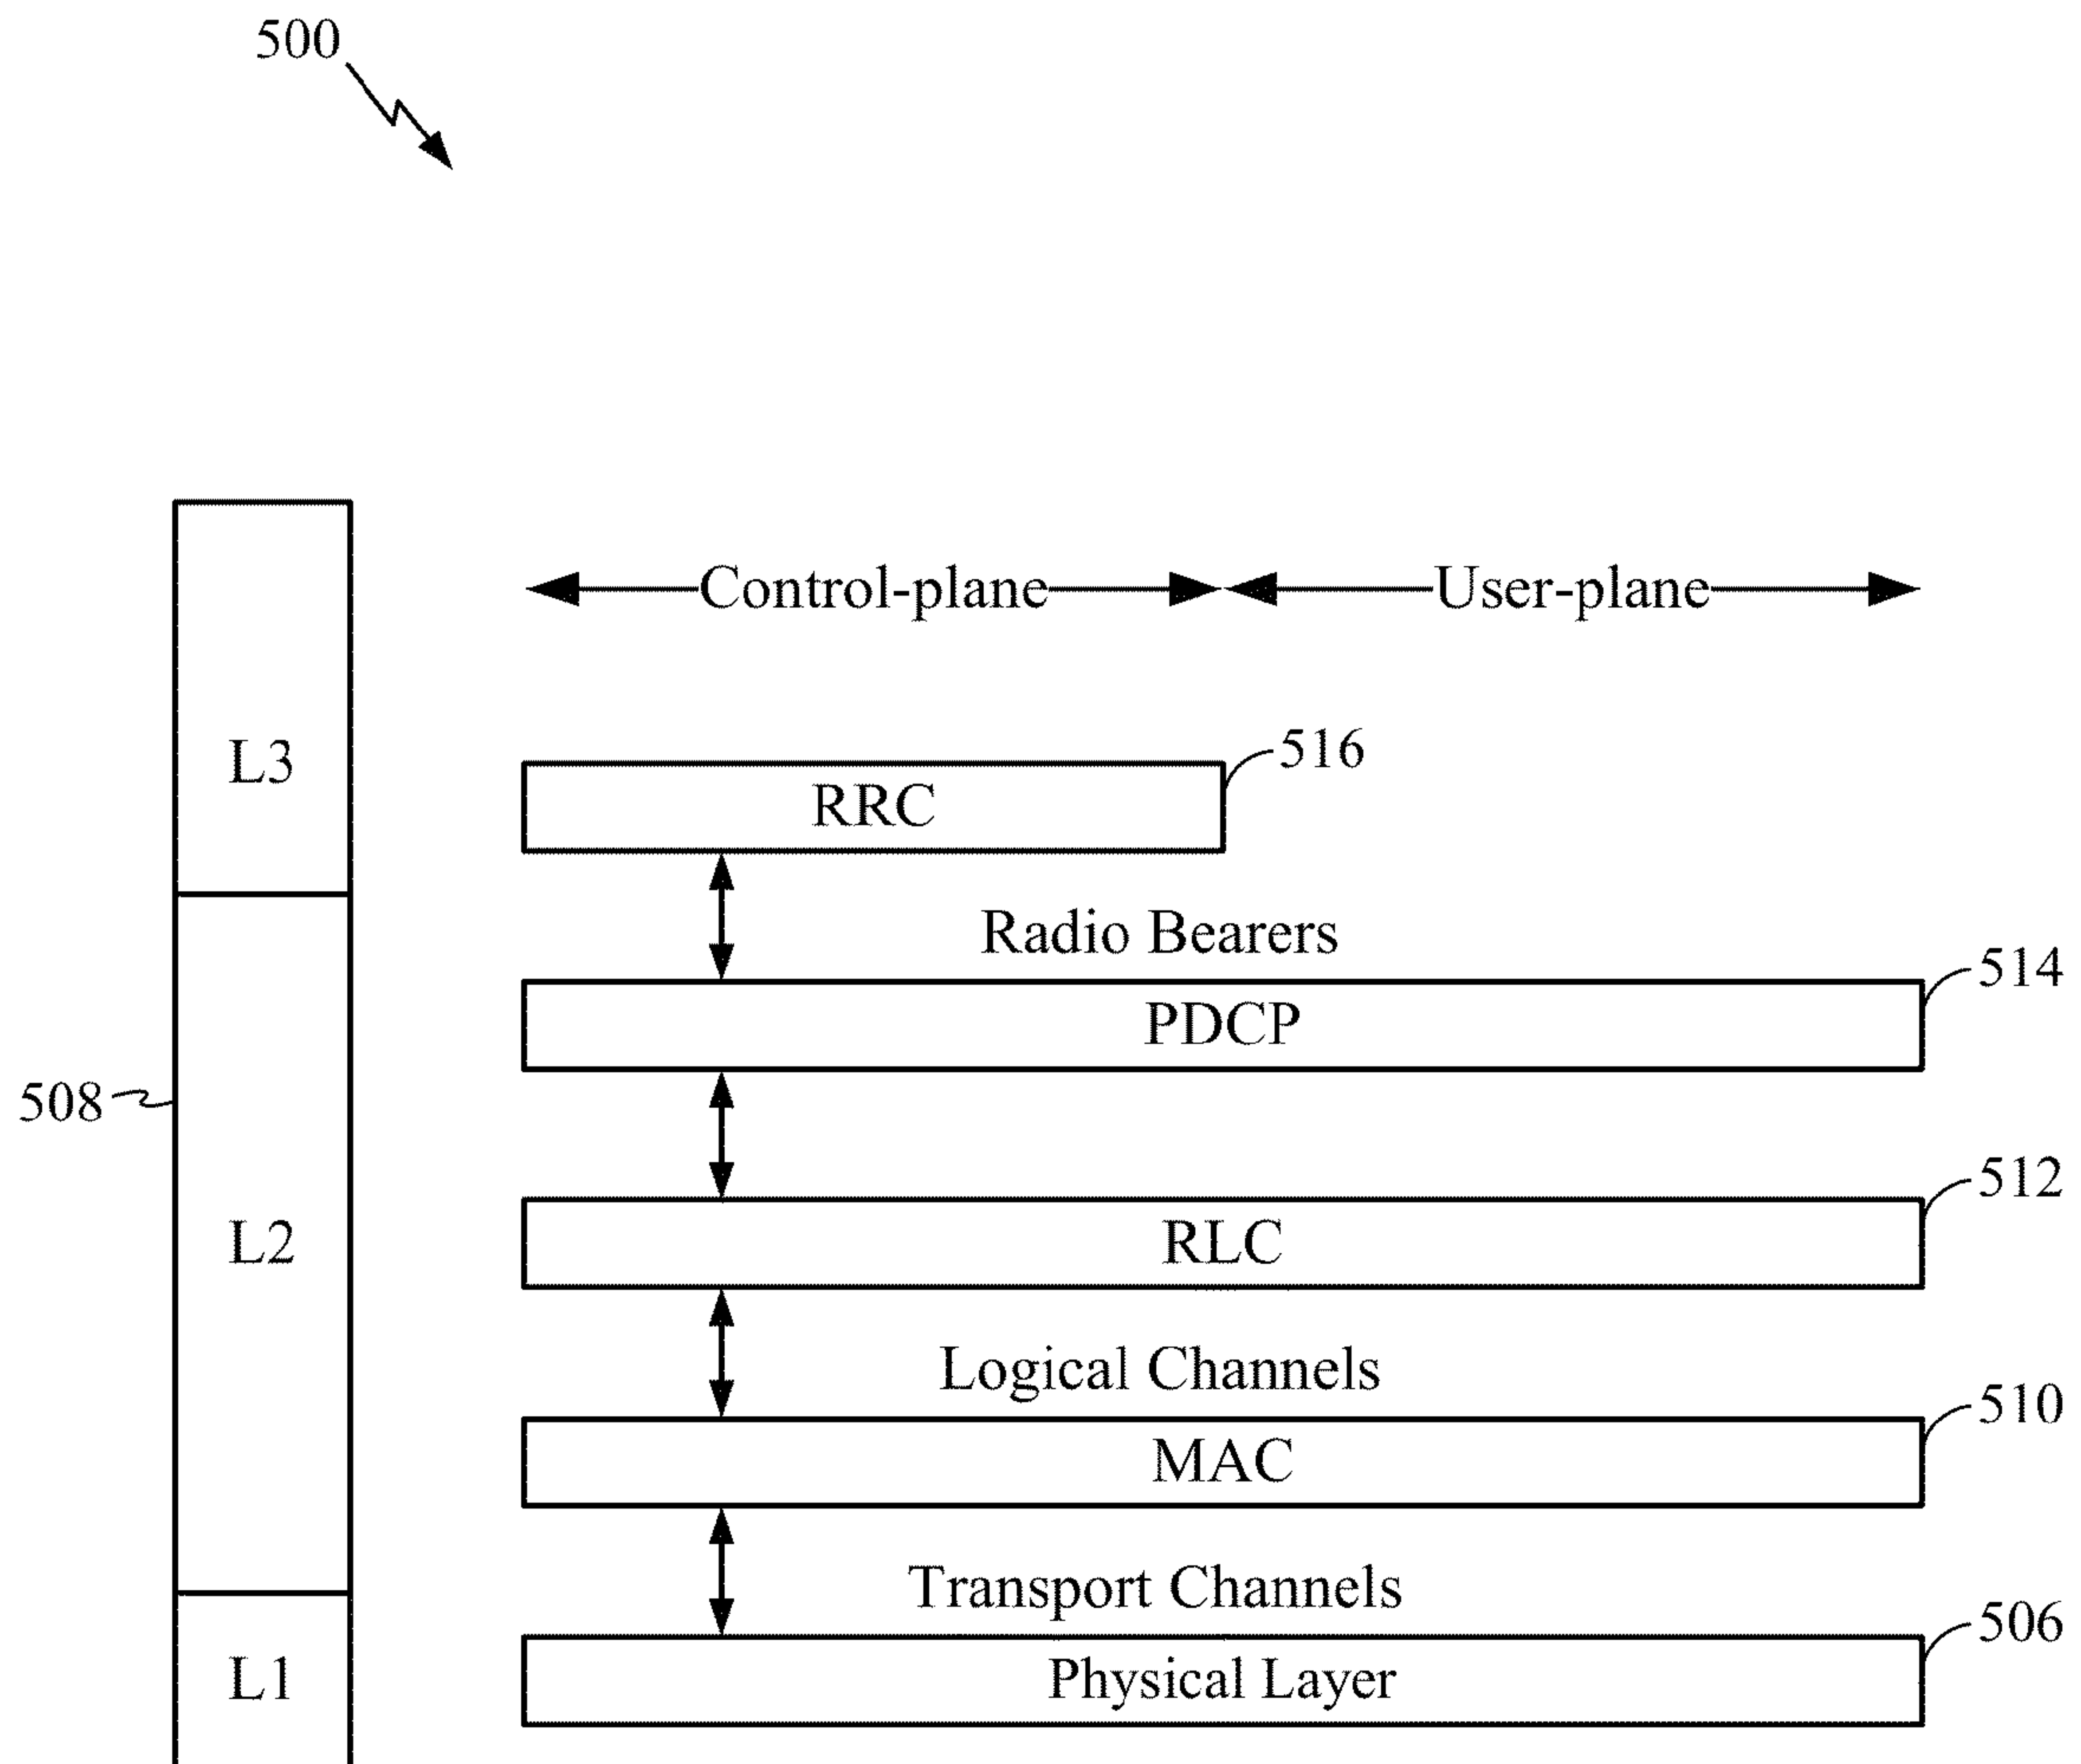 500
Control-plane User-plane
L3
516
RRC
Radio Bearers
514
PDCP
508
512
L2
RLC
Logical Channels
510
MAC
Transport Channels
506
L1
Physical Layer